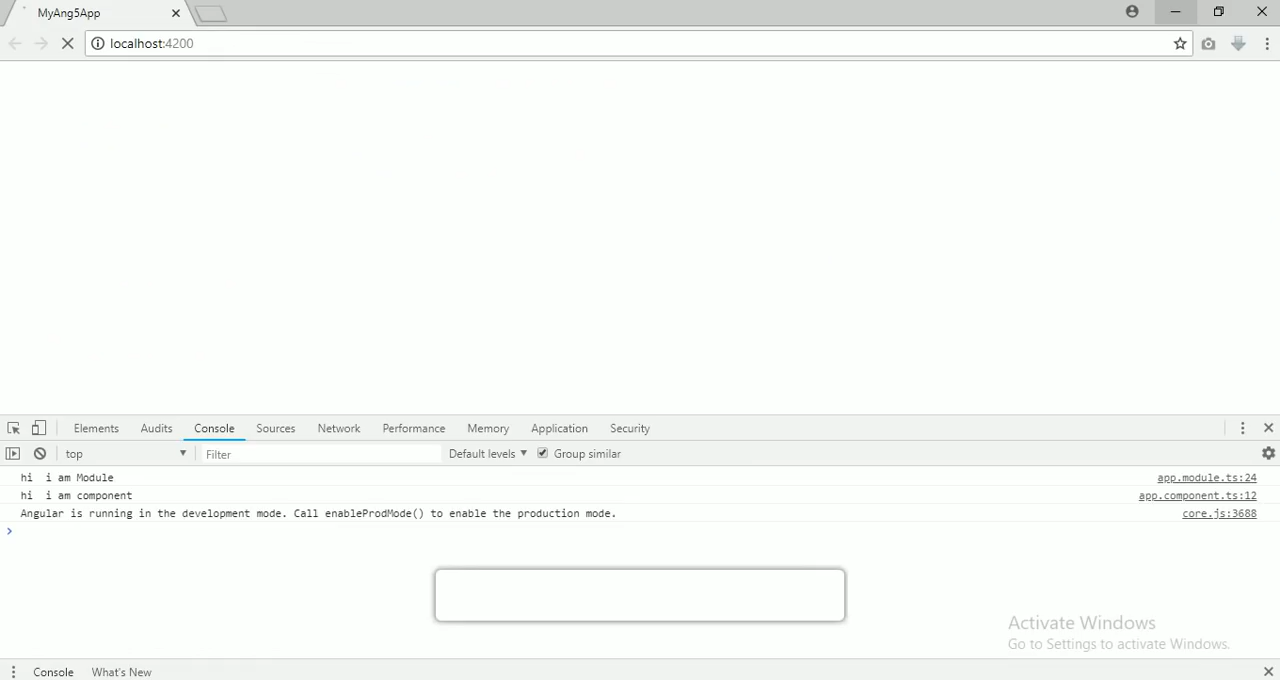 MyAng5App
localhost:4200
Elements Audits Console Sources Network Performance Memory Application Security
top Filter Default levels Group similar
hi  i am Module app.module.ts:24
hi  i am component app.component.ts:12
Angular is running in the development mode. Call enableProdMode() to enable the production mode. core.js:3688
Activate Windows
Go to Settings to activate Windows.
Console What's New